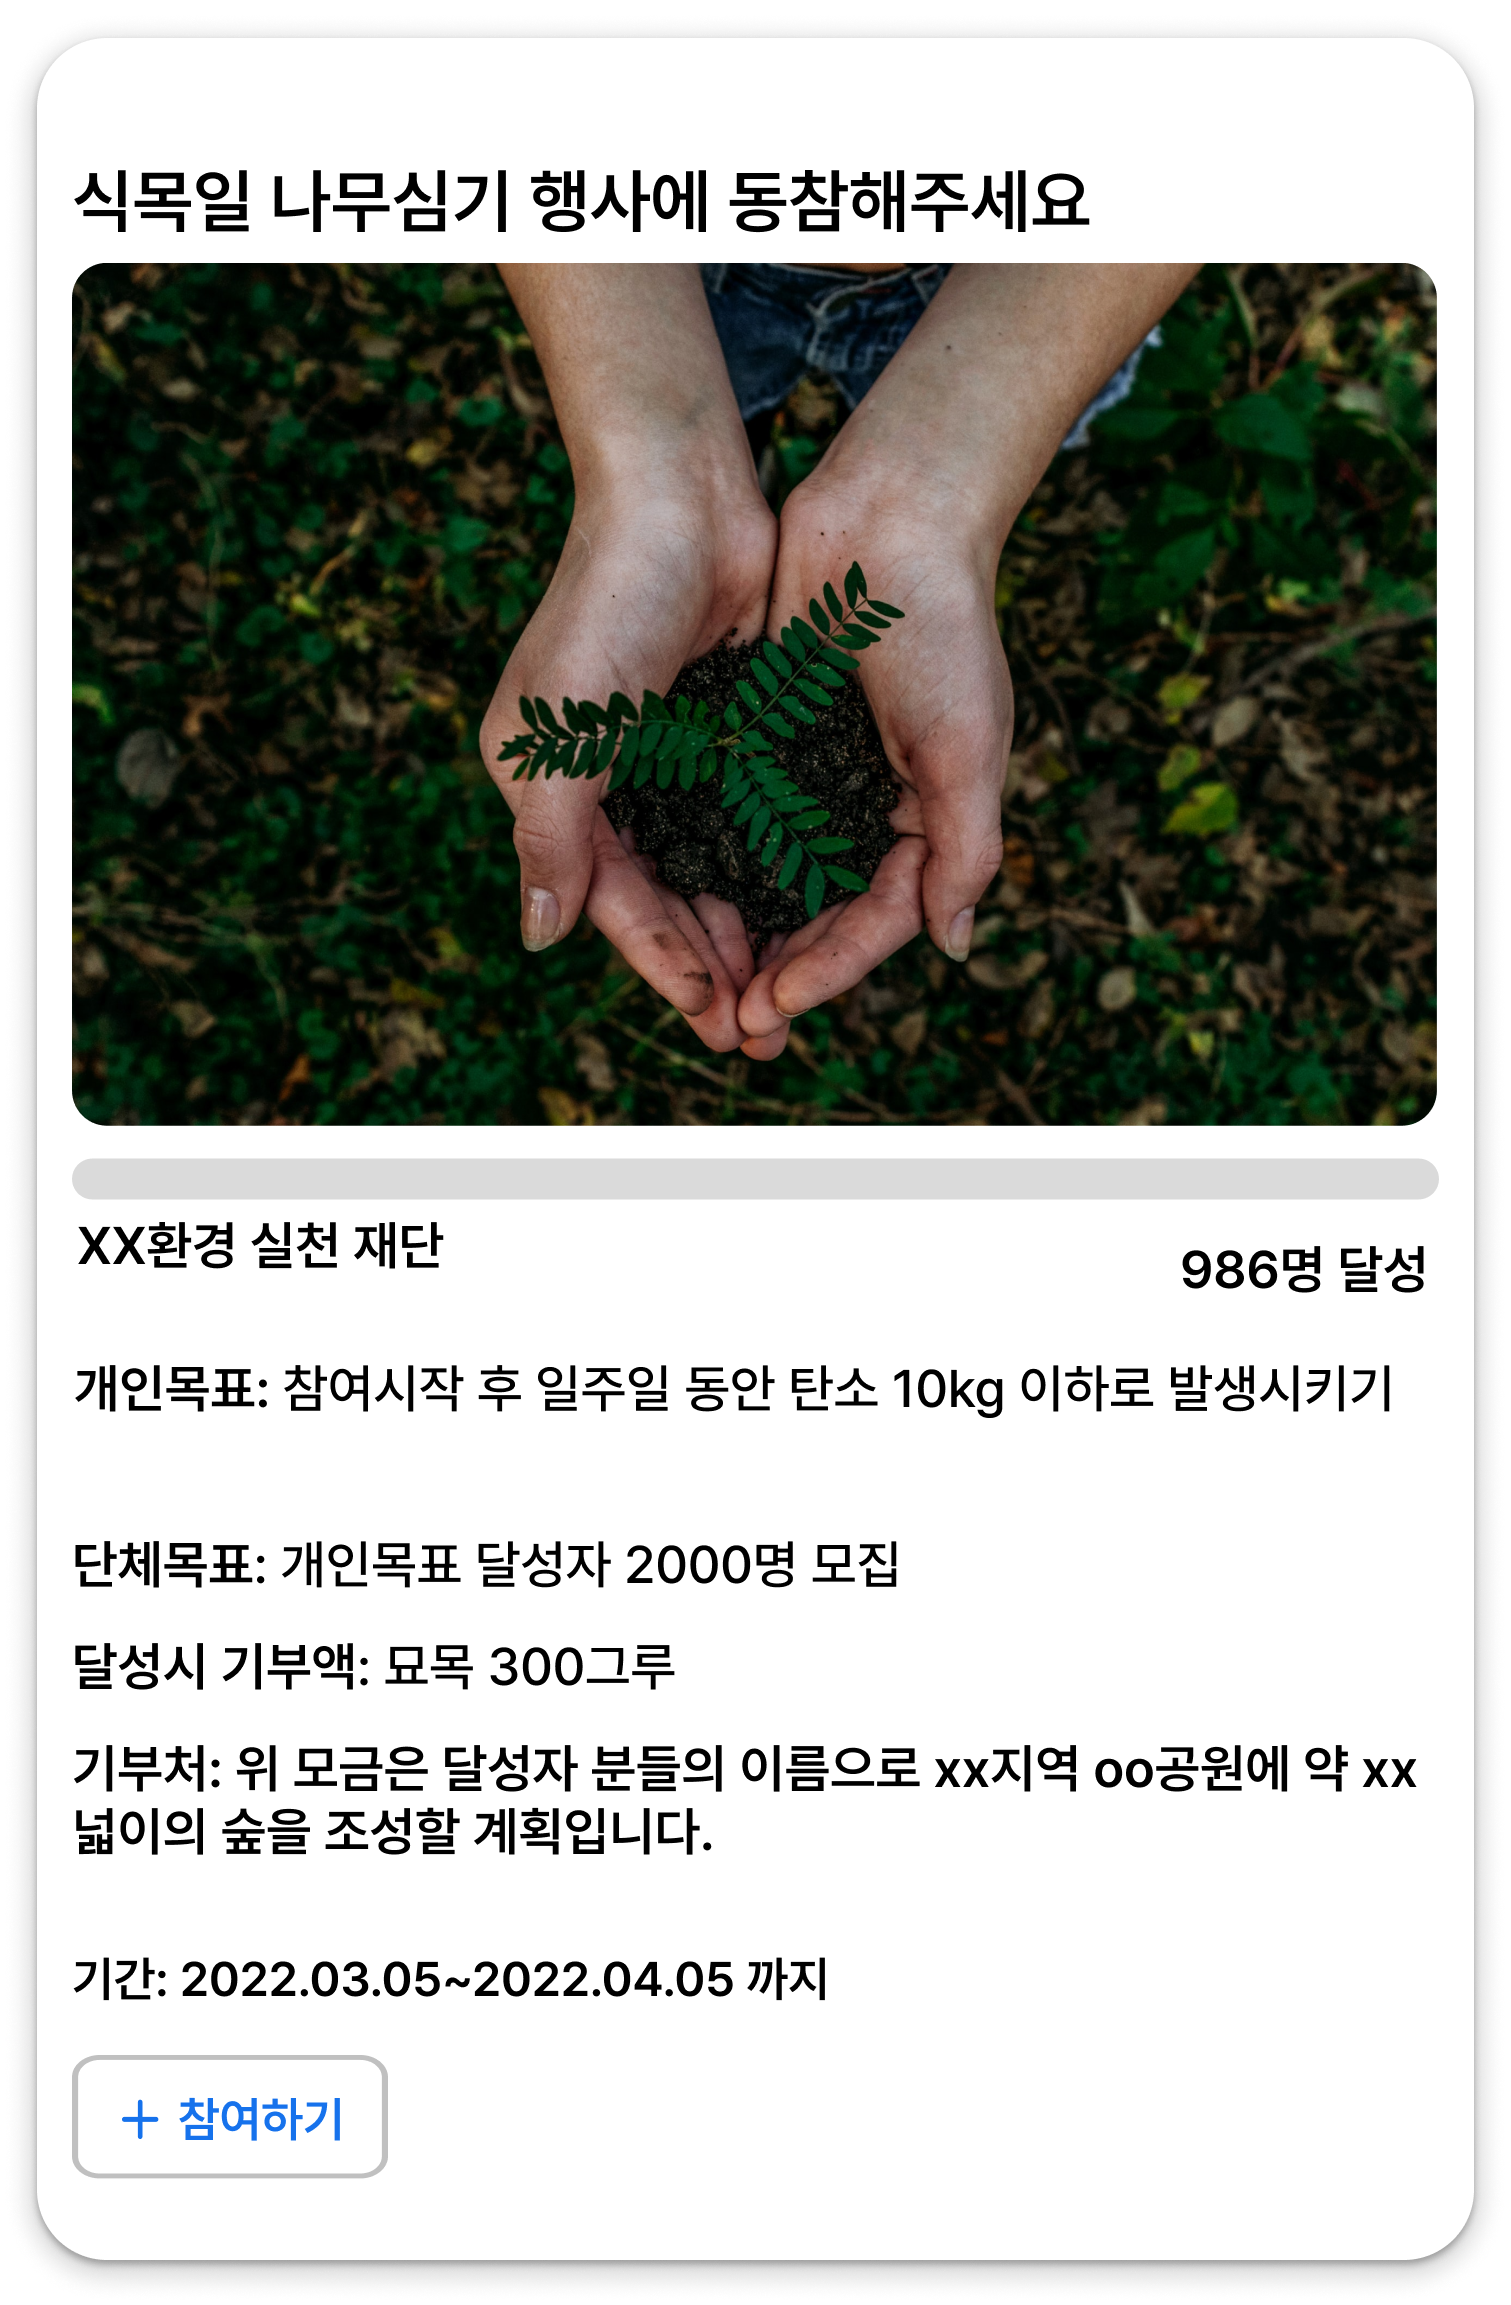 식목일 나무심기 행사에 동참해주세요
XX환경 실천 재단
986명 달성
개인목표: 참여시작 후 일주일 동안 탄소 10kg 이하로 발생시키기
단체목표: 개인목표 달성자 2000명 모집
달성시 기부액: 묘목 300그루
기부처: 위 모금은 달성자 분들의 이름으로 xx지역 oo공원에 약 xx
넓이의 숲을 조성할 계획입니다.
기간: 2022.03.05~2022.04.05 까지
+ 참여하기